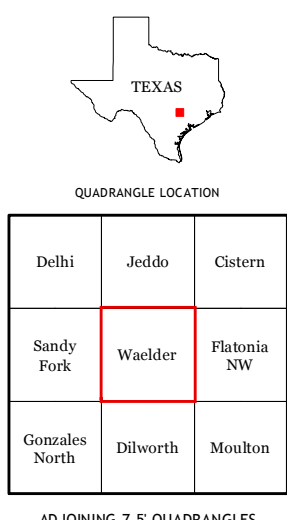 TEXAS
QUADRANGLE LOCATION
Delhi
Jeddo
Cistern
Sandy
Fork
Waelder
Flatonia
NW
Gonzales
North
Dilworth
Moulton
ADJOINING 7.5' QUADRANGLES